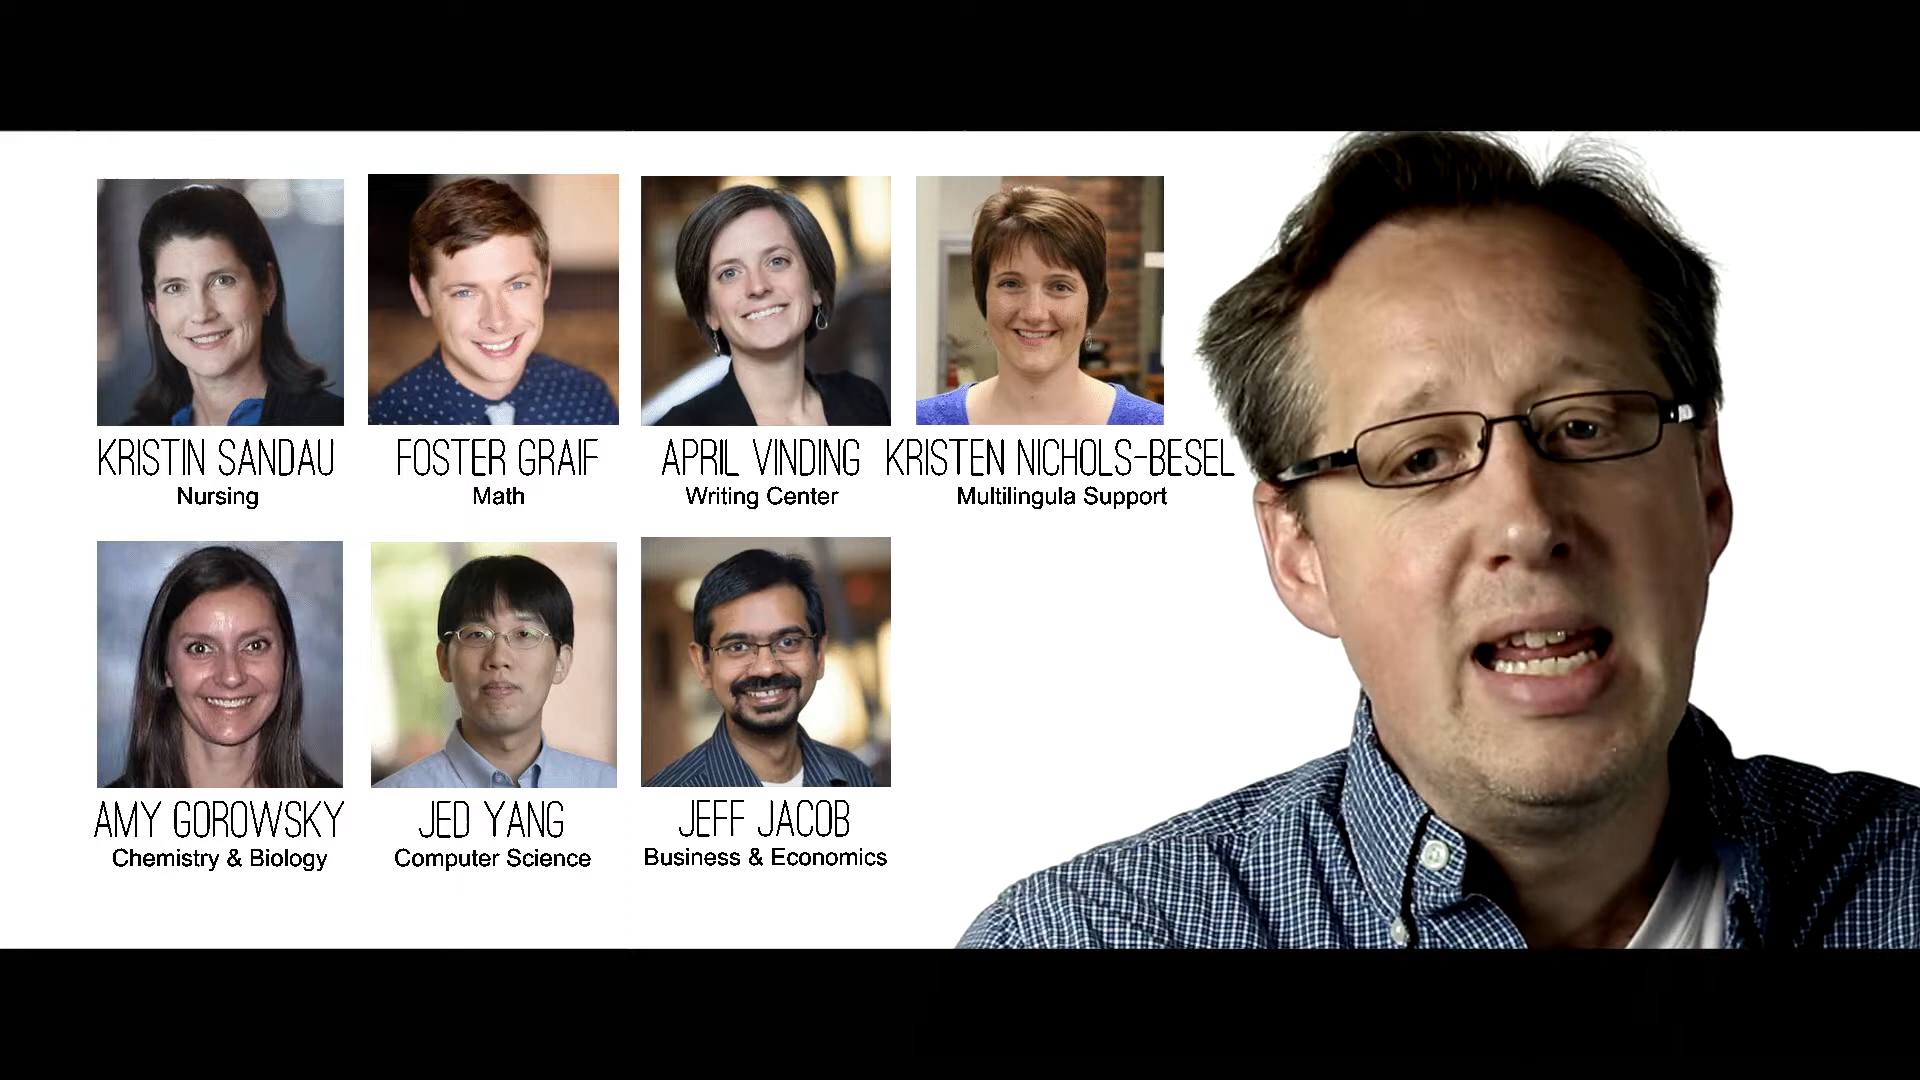 KRISTIN SANDAU
Nursing
FOSTER GRAIF
Math
APRIL VINDING
Writing Center
KRISTEN NICHOLS-BESEL
Multilingula Support
AMY GOROWSKY
Chemistry & Biology
JED YANG
Computer Science
JEFF JACOB
Business & Economics